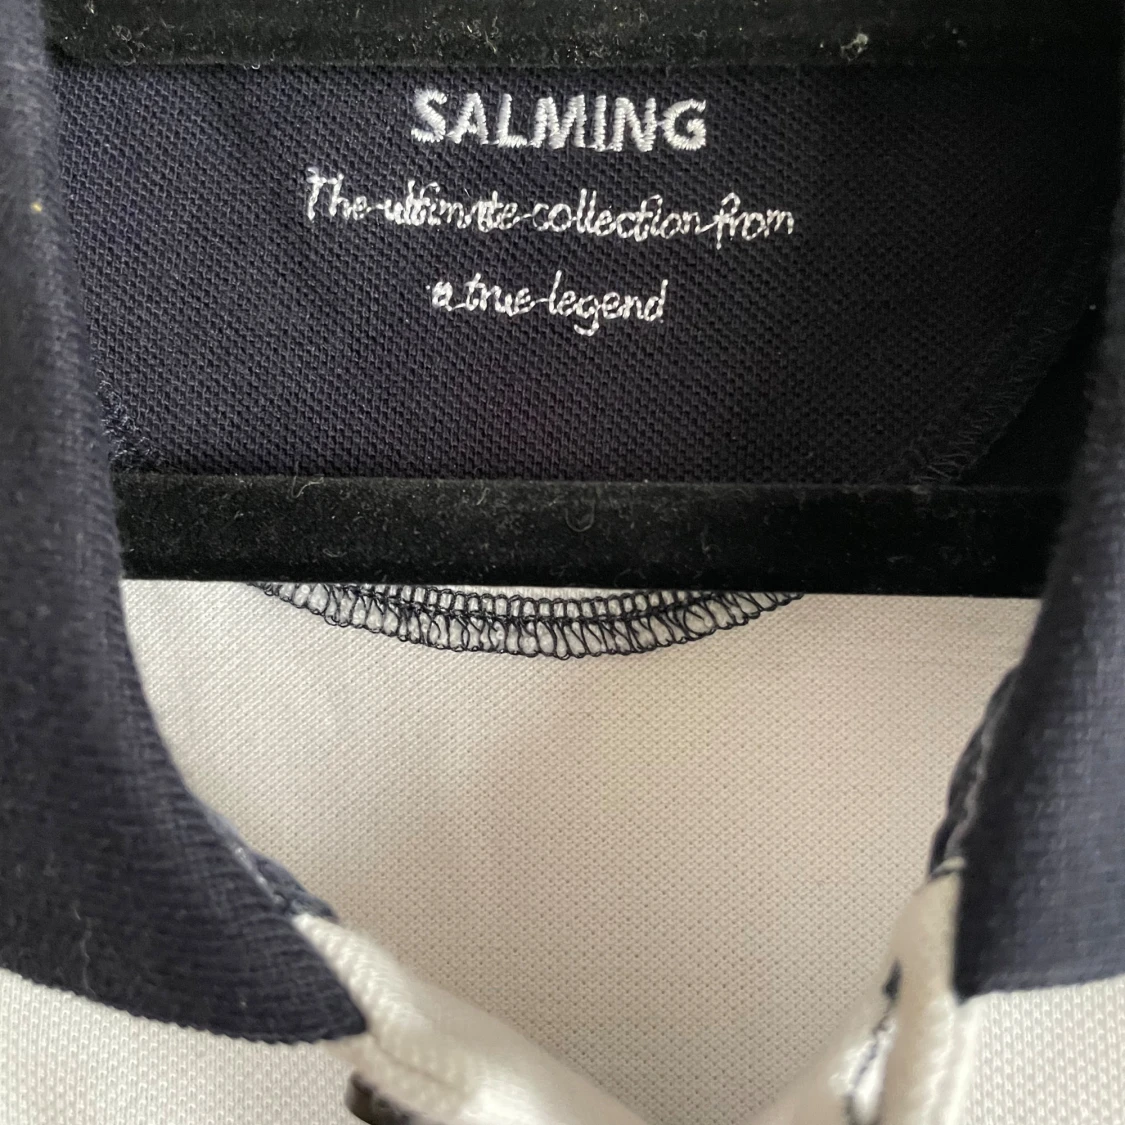 SALMING
The ultimate collection from
a true legend